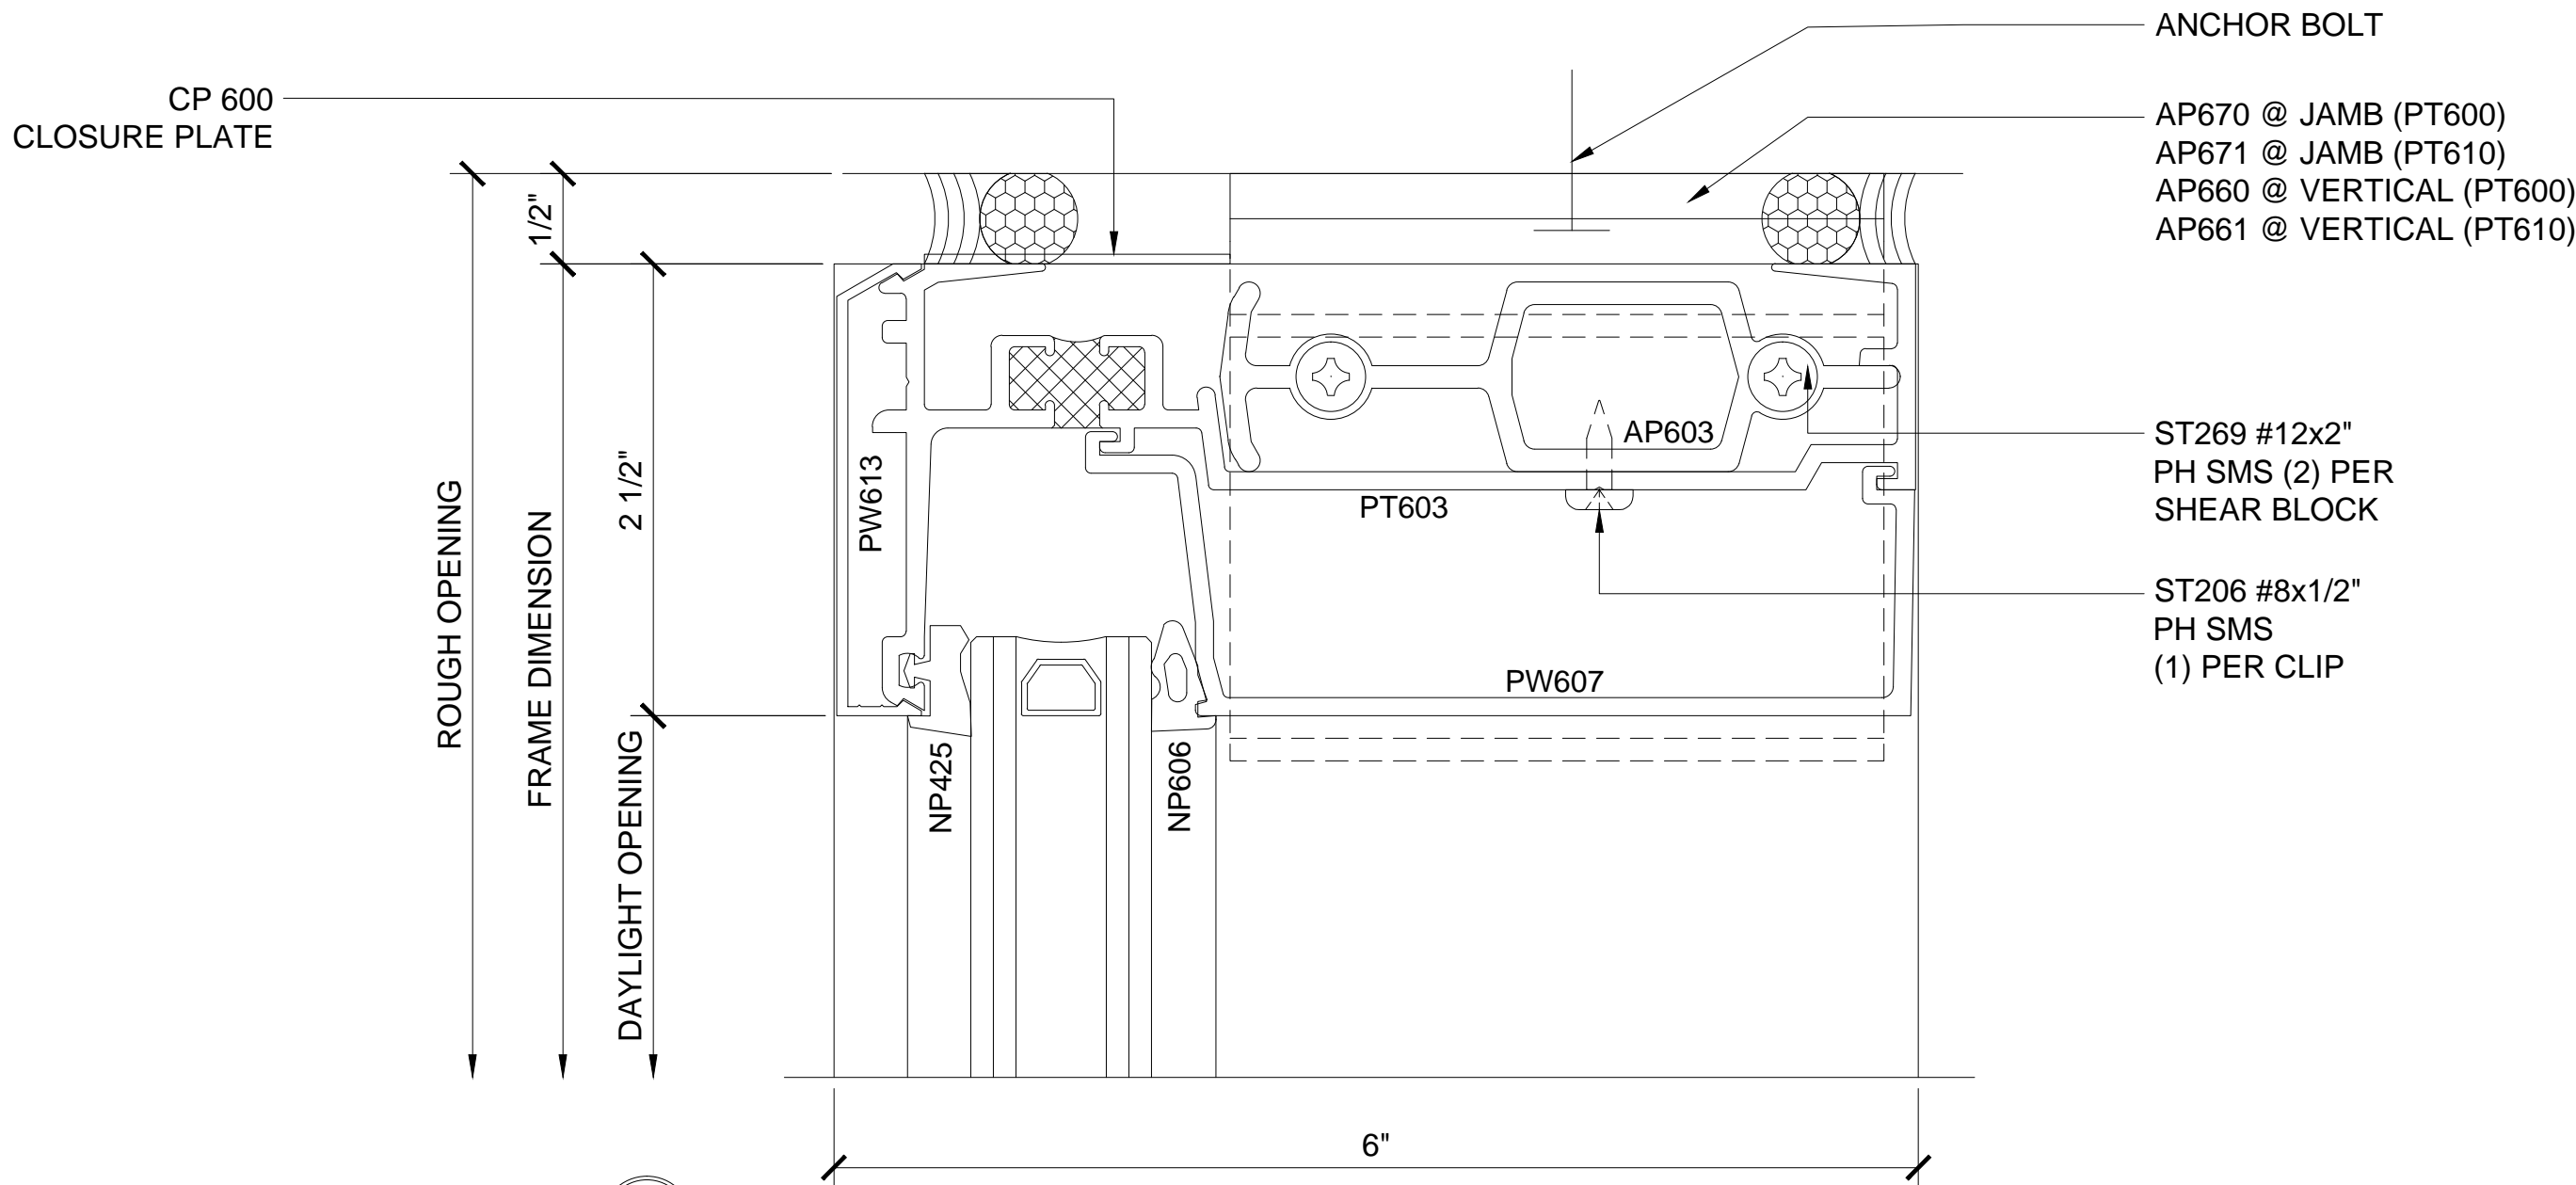 ANCHOR BOLT
CP 600
CLOSURE PLATE
AP670 @ JAMB (PT600)
AP671 @ JAMB (PT610)
AP660 @ VERTICAL (PT600)
AP661 @ VERTICAL (PT610)
1/2"
2 1/2"
ROUGH OPENING
FRAME DIMENSION
DAYLIGHT OPENING
PW613
AP603
PT603
ST269 #12x2"
PH SMS (2) PER
SHEAR BLOCK
ST206 #8x1/2"
PH SMS
(1) PER CLIP
PW607
NP425
NP606
6"